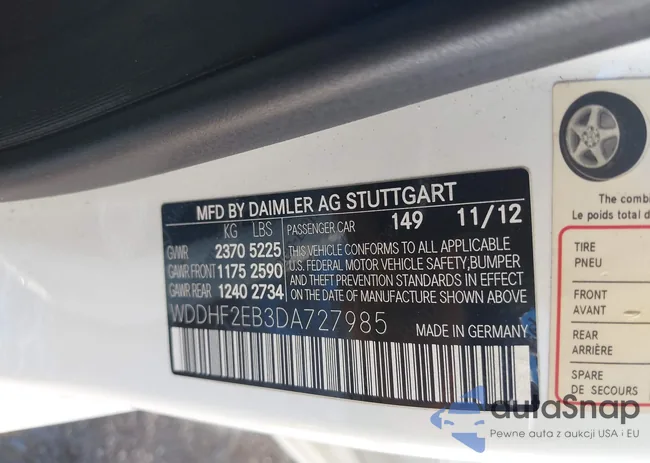 MFD BY DAIMLER AG STUTTGART
KG LBS PASSENGER CAR 149 11/12
GVWR 2370 5225
GAWR FRONT 1175 2590
GAWR REAR 1240 2734
THIS VEHICLE CONFORMS TO ALL APPLICABLE
U.S. FEDERAL MOTOR VEHICLE SAFETY,BUMPER
AND THEFT PREVENTION STANDARDS IN EFFECT
ON THE DATE OF MANUFACTURE SHOWN ABOVE
WDDHF2EB3DA727985 MADE IN GERMANY
The combi
Le poids total d
TIRE
PNEU
FRONT
AVANT
REAR
ARRIÈRE
SPARE
DE SECOURS
autaSnap
Pewne auta z aukcji USA i EU